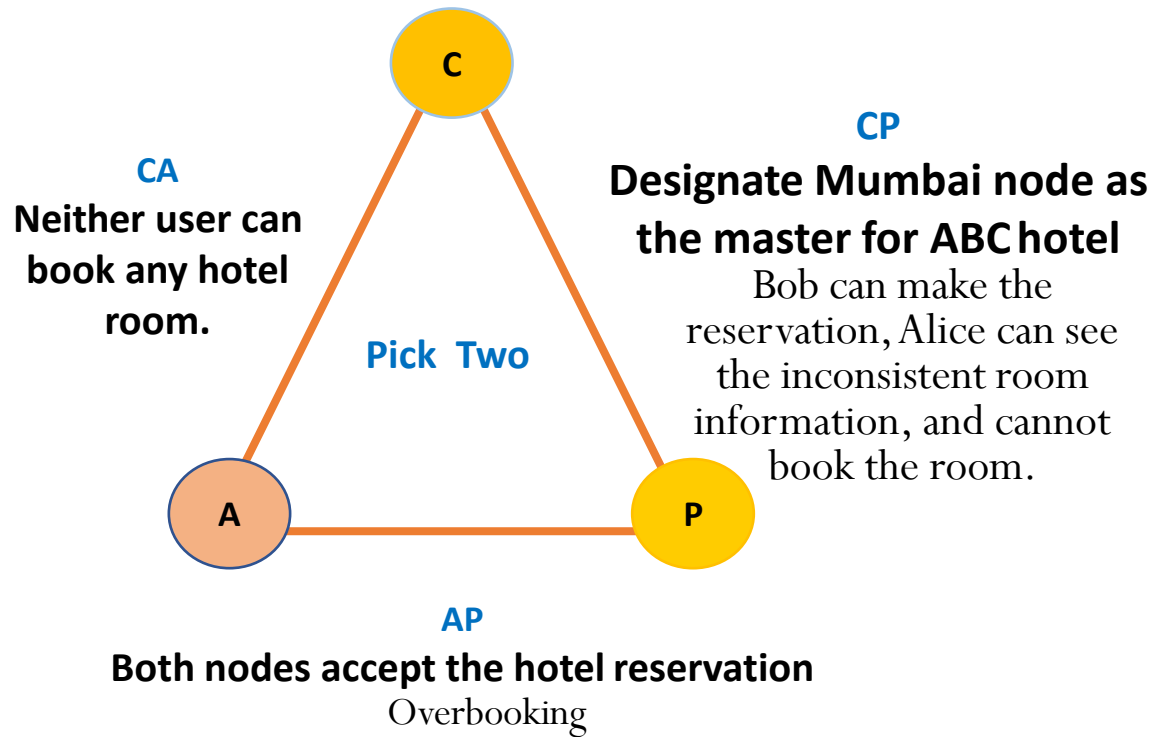 C
CA
Neither user can
book any hotel
room.
CP
Designate Mumbai node as
the master for ABC hotel
Bob can make the
reservation, Alice can see
the inconsistent room
information, and cannot
book the room.
Pick Two
A
P
AP
Both nodes accept the hotel reservation
Overbooking